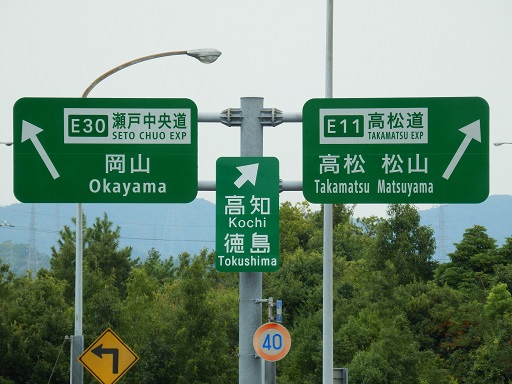 E30 瀬戸中央道
SETO CHUO EXP
岡山
Okayama
高知
Kochi
徳島
Tokushima
E11 高松道
TAKAMATSU EXP
高松 松山
Takamatsu Matsuyama
40